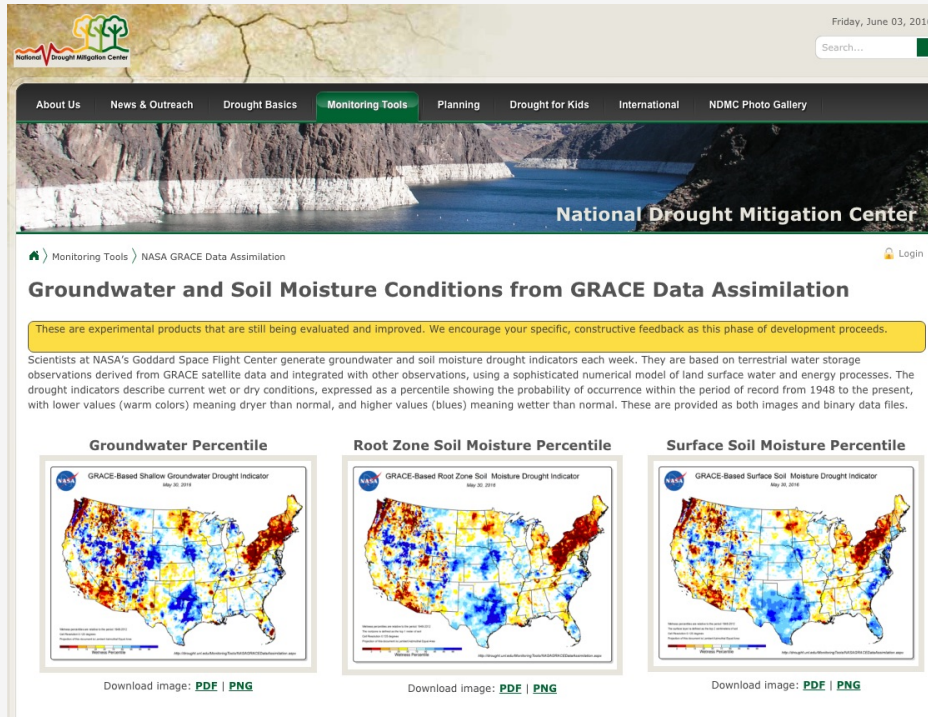 National Drought Mitigation Center
Friday, June 03, 2016
Search...
About Us News & Outreach Drought Basics Monitoring Tools Planning Drought for Kids International NDMC Photo Gallery
National Drought Mitigation Center
Monitoring Tools NASA GRACE Data Assimilation
Login
Groundwater and Soil Moisture Conditions from GRACE Data Assimilation
These are experimental products that are still being evaluated and improved. We encourage your specific, constructive feedback as this phase of development proceeds.
Scientists at NASA's Goddard Space Flight Center generate groundwater and soil moisture drought indicators each week. They are based on terrestrial water storage
observations derived from GRACE satellite data and integrated with other observations, using a sophisticated numerical model of land surface water and energy processes. The
drought indicators describe current wet or dry conditions, expressed as a percentile showing the probability of occurrence within the period of record from 1948 to the present,
with lower values (warm colors) meaning dryer than normal, and higher values (blues) meaning wetter than normal. These are provided as both images and binary data files.
Groundwater Percentile
NASA
GRACE-Based Shallow Groundwater Drought Indicator
May 30, 2016
Wetness Percentile
Download image: PDF | PNG
Root Zone Soil Moisture Percentile
NASA
GRACE-Based Root Zone Soil Moisture Drought Indicator
May 30, 2016
Wetness Percentile
Download image: PDF | PNG
Surface Soil Moisture Percentile
NASA
GRACE-Based Surface Soil Moisture Drought Indicator
May 30, 2016
Wetness Percentile
Download image: PDF | PNG